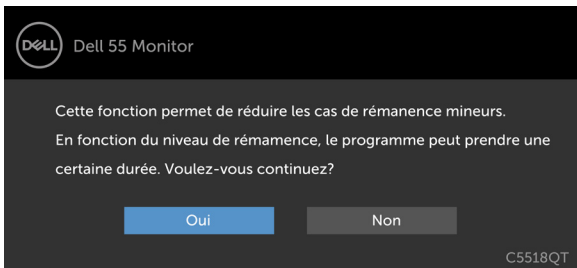 DELL
Dell 55 Monitor
Cette fonction permet de réduire les cas de rémanence mineurs.
En fonction du niveau de rémamence, le programme peut prendre une
certaine durée. Voulez-vous continuez?
Oui Non
C5518QT